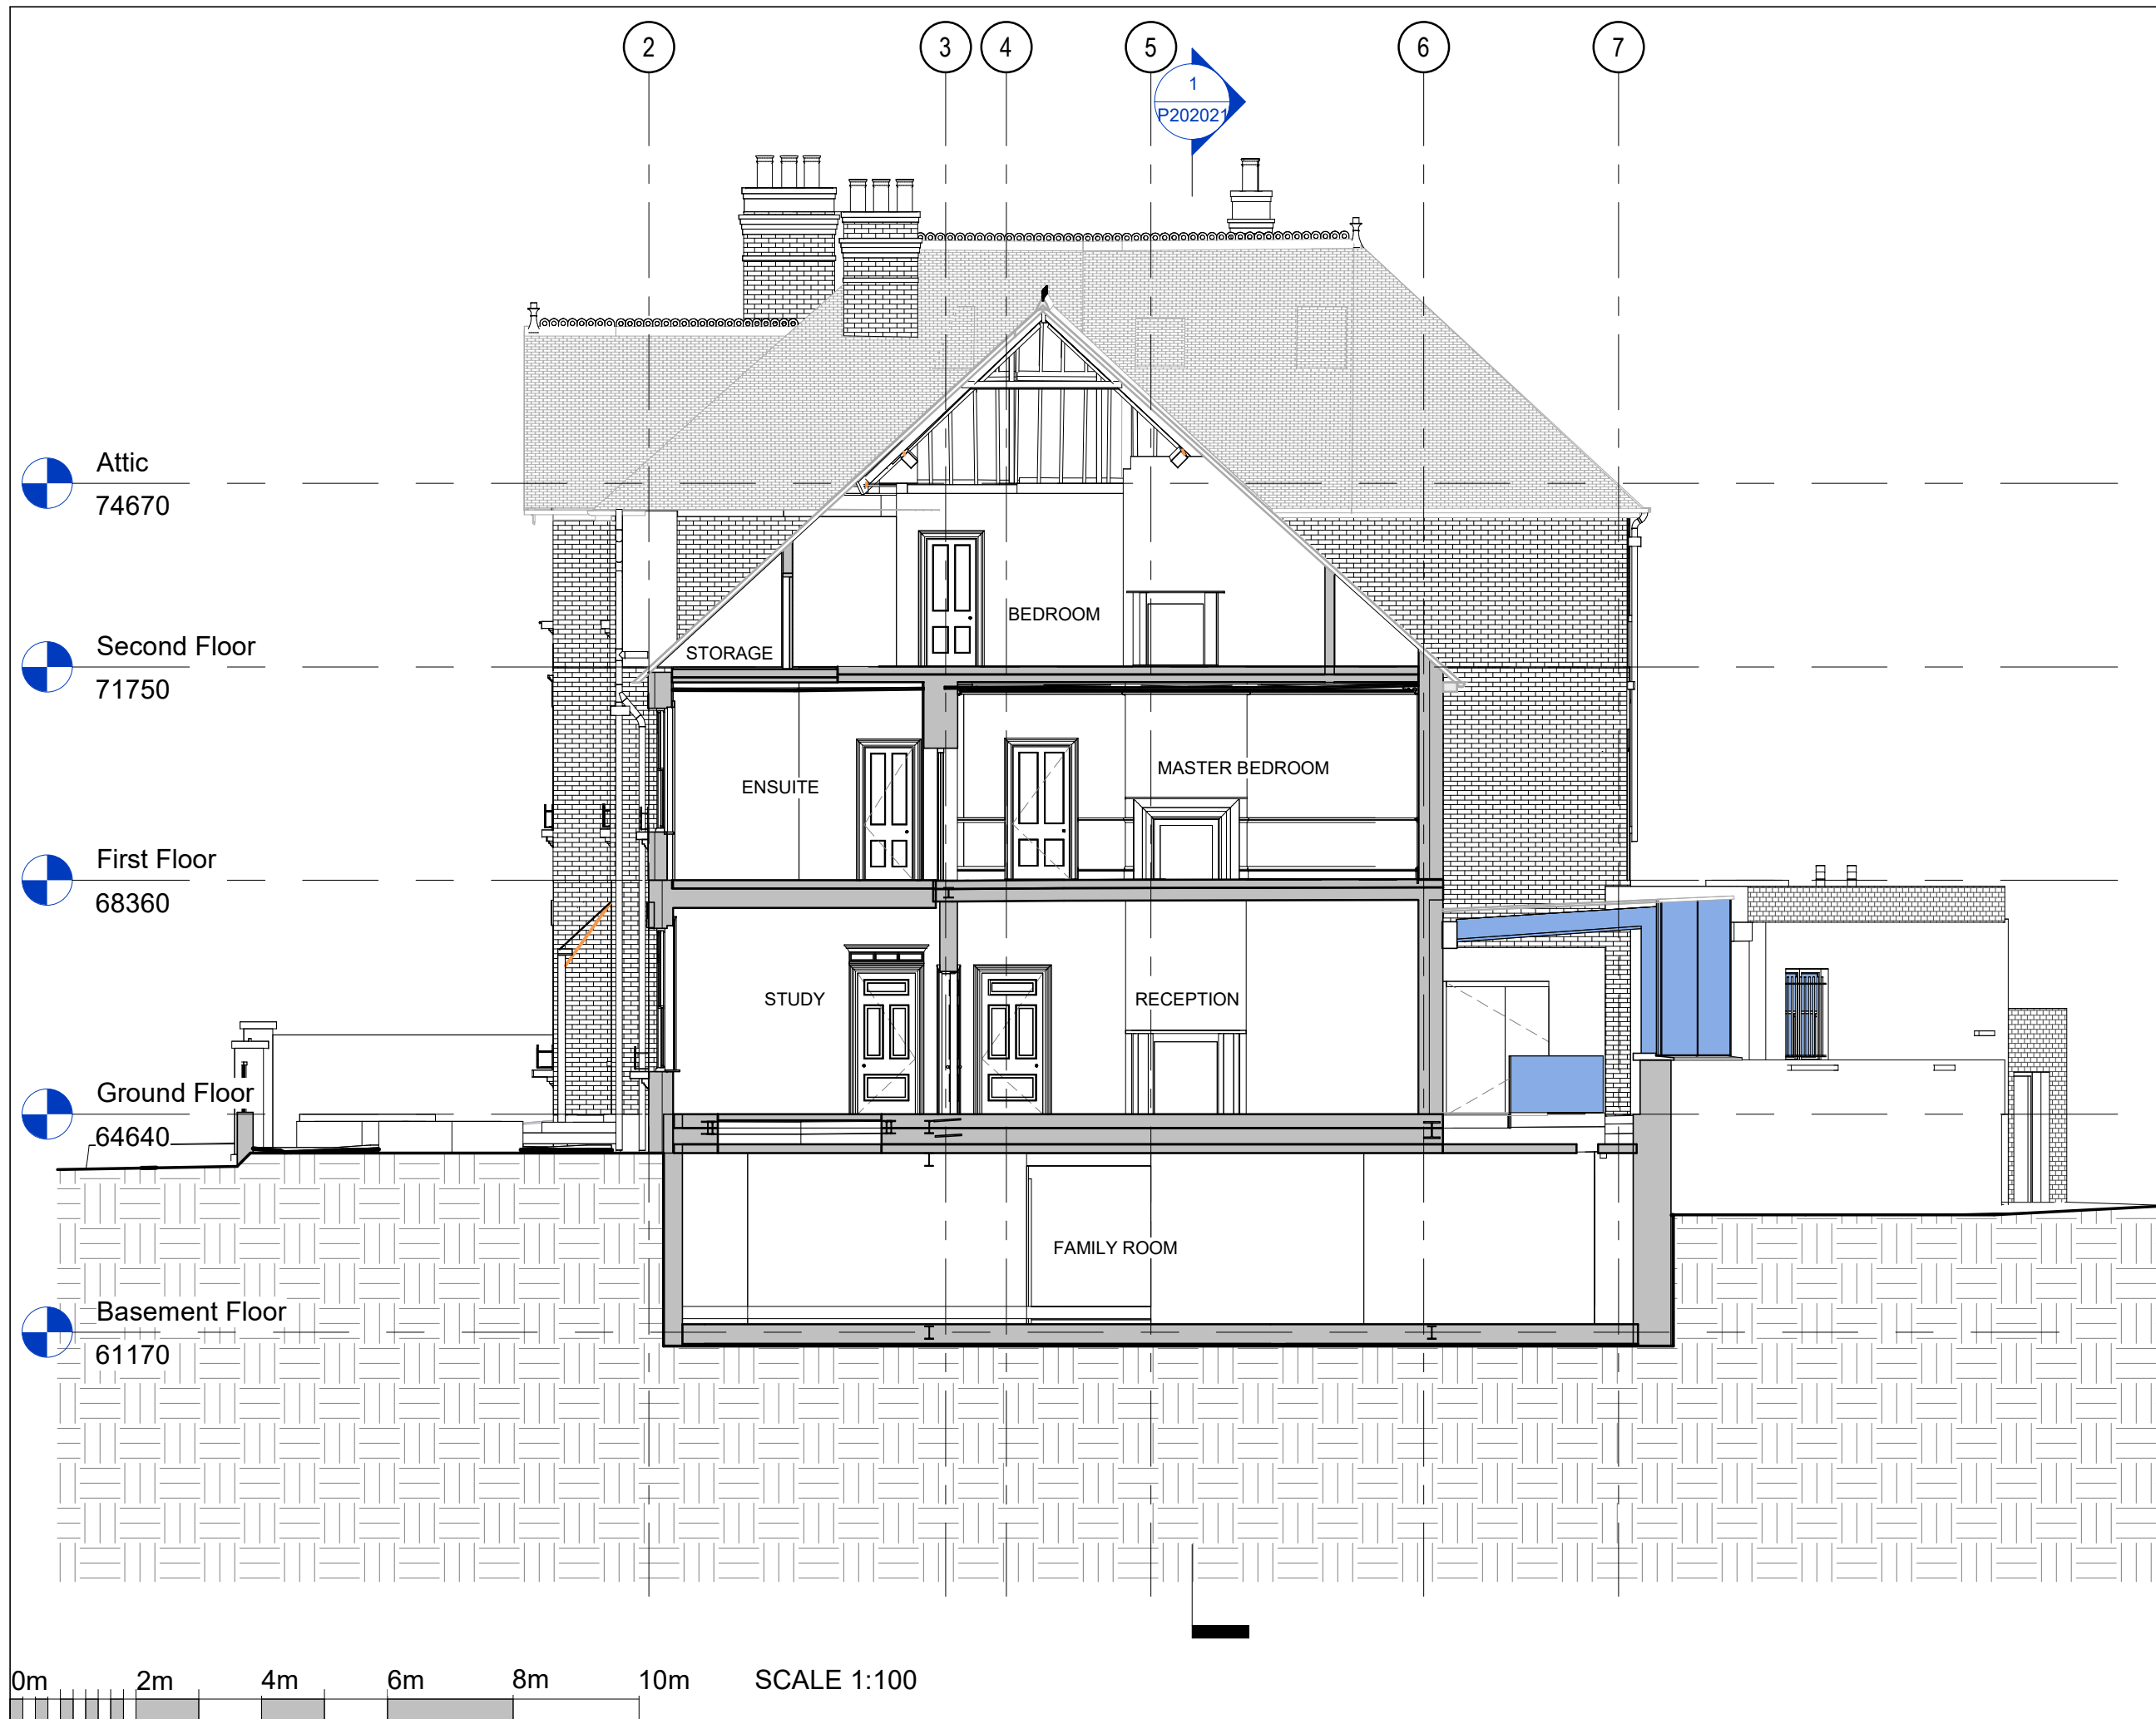 2 3 4 5 6 7
1
P202021
Attic
74670
BEDROOM
Second Floor
71750
STORAGE
ENSUITE
MASTER BEDROOM
First Floor
68360
STUDY
RECEPTION
Ground Floor
64640
FAMILY ROOM
Basement Floor
61170
0m 2m 4m 6m 8m 10m SCALE 1:100